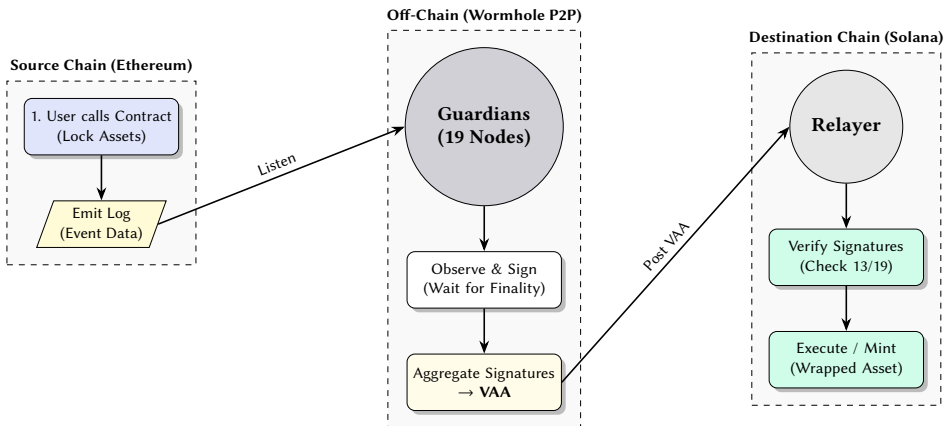 Source Chain (Ethereum)
1. User calls Contract
(Lock Assets)
Emit Log
(Event Data)
Listen
Off-Chain (Wormhole P2P)
Guardians
(19 Nodes)
Observe & Sign
(Wait for Finality)
Aggregate Signatures
→ VAA
Post VAA
Destination Chain (Solana)
Relayer
Verify Signatures
(Check 13/19)
Execute / Mint
(Wrapped Asset)